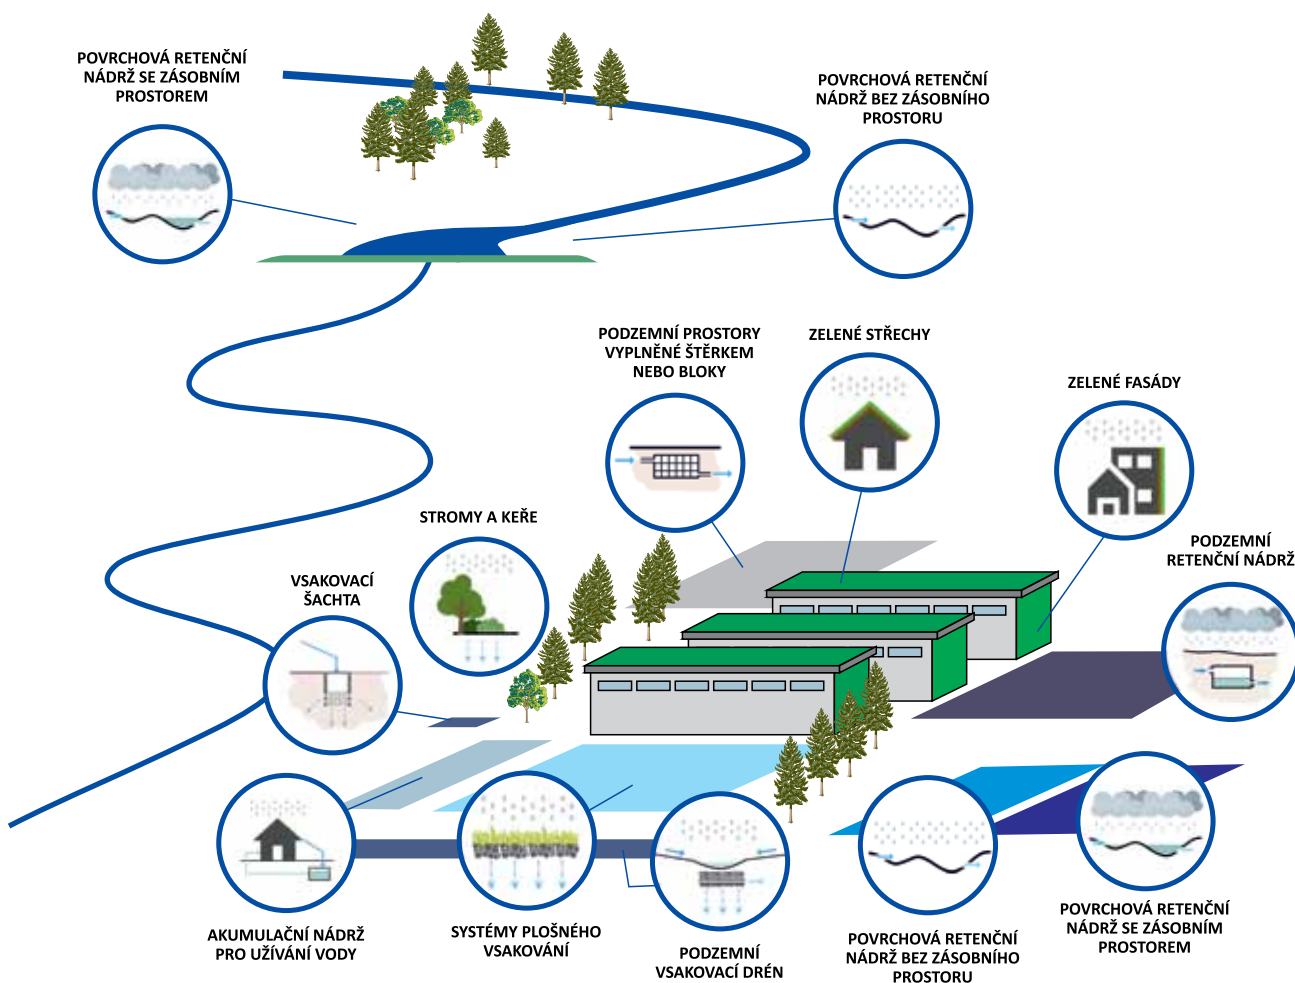 POVRCHOVÁ RETENČNÍ
NÁDRŽ SE ZÁSOBNÍM
PROSTOREM
POVRCHOVÁ RETENČNÍ
NÁDRŽ BEZ ZÁSOBNÍHO
PROSTORU
PODZEMNÍ PROSTORY
VYPLNĚNÉ ŠTĚRKEM
NEBO BLOKY
ZELENÉ STŘECHY
ZELENÉ FASÁDY
STROMY A KEŘE
PODZEMNÍ
RETENČNÍ NÁDRŽ
VSAKOVACÍ
ŠACHTA
AKUMULAČNÍ NÁDRŽ
PRO UŽÍVÁNÍ VODY
SYSTÉMY PLOŠNÉHO
VSAKOVÁNÍ
PODZEMNÍ
VSAKOVACÍ DRÉN
POVRCHOVÁ RETENČNÍ
NÁDRŽ BEZ ZÁSOBNÍHO
PROSTORU
POVRCHOVÁ RETENČNÍ
NÁDRŽ SE ZÁSOBNÍM
PROSTOREM